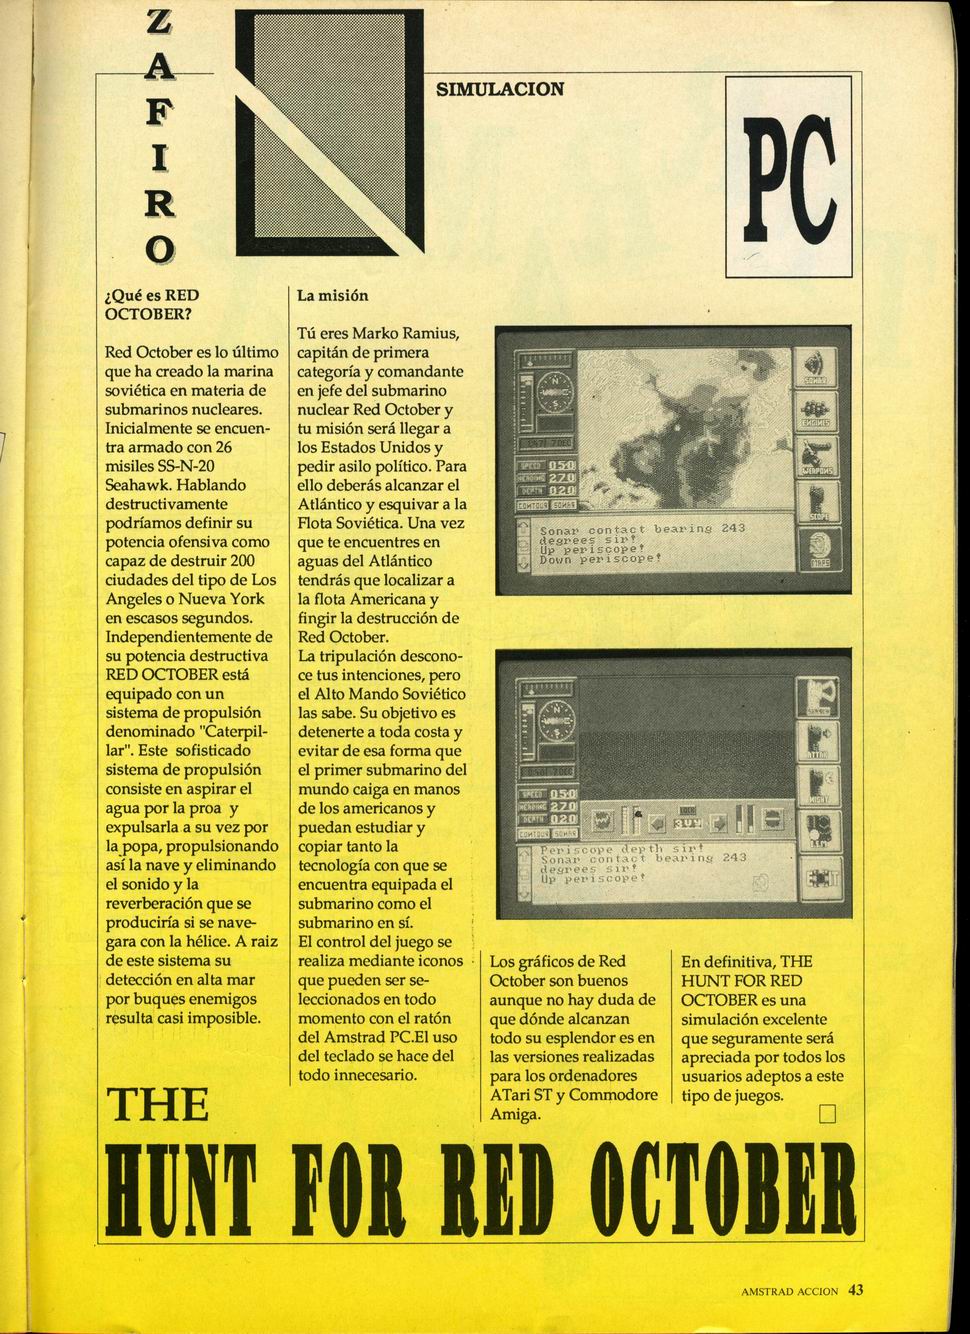 ZAFIRO
SIMULACION
PC
¿Qué es RED
OCTOBER?
Red October es lo último
que ha creado la marina
soviética en materia de
submarinos nucleares.
Inicialmente se encuen-
tra armado con 26
misiles SS-N-20
Seahawk. Hablando
destructivamente
podríamos definir su
potencia ofensiva como
capaz de destruir 200
ciudades del tipo de Los
Angeles o Nueva York
en escasos segundos.
Independientemente de
su potencia destructiva
RED OCTOBER está
equipado con un
sistema de propulsión
denominado "Caterpil-
lar". Este sofisticado
sistema de propulsión
consiste en aspirar el
agua por la proa y
expulsarla a su vez por
la popa, propulsionando
así la nave y eliminando
el sonido y la
reverberación que se
produciría si se nave-
gara con la hélice. A raiz
de este sistema su
detección en alta mar
por buques enemigos
resulta casi imposible.
La misión
Tú eres Marko Ramius,
capitán de primera
categoría y comandante
en jefe del submarino
nuclear Red October y
tu misión será llegar a
los Estados Unidos y
pedir asilo político. Para
ello deberás alcanzar el
Atlántico y esquivar a la
Flota Soviética. Una vez
que te encuentres en
aguas del Atlántico
tendrás que localizar a
la flota Americana y
fingir la destrucción de
Red October.
La tripulación descono-
ce tus intenciones, pero
el Alto Mando Soviético
las sabe. Su objetivo es
detenerte a toda costa y
evitar de esa forma que
el primer submarino del
mundo caiga en manos
de los americanos y
puedan estudiar y
copiar tanto la
tecnología con que se
encuentra equipada el
submarino como el
submarino en sí.
El control del juego se
realiza mediante iconos
que pueden ser se-
leccionados en todo
momento con el ratón
del Amstrad PC.El uso
del teclado se hace del
todo innecesario.
N
S
SPEED 050
HEADING 270
DEPTH 020
CONTOUR SONAR
SONAR
ENGINES
WEAPONS
SCOPE
MAPS
Sonar contact bearing 243
degrees sir!
Up periscope!
Down periscope!
N
S
SPEED 050
HEADING 270
DEPTH 020
CONTOUR SONAR
LOCK
NIGHT
Periscope depth sir!
Sonar contact bearing 243
degrees sir!
Up periscope!
Los gráficos de Red
October son buenos
aunque no hay duda de
que dónde alcanzan
todo su esplendor es en
las versiones realizadas
para los ordenadores
ATari ST y Commodore
Amiga.
En definitiva, THE
HUNT FOR RED
OCTOBER es una
simulación excelente
que seguramente será
apreciada por todos los
usuarios adeptos a este
tipo de juegos.
THE
HUNT FOR RED OCTOBER
AMSTRAD ACCION 43